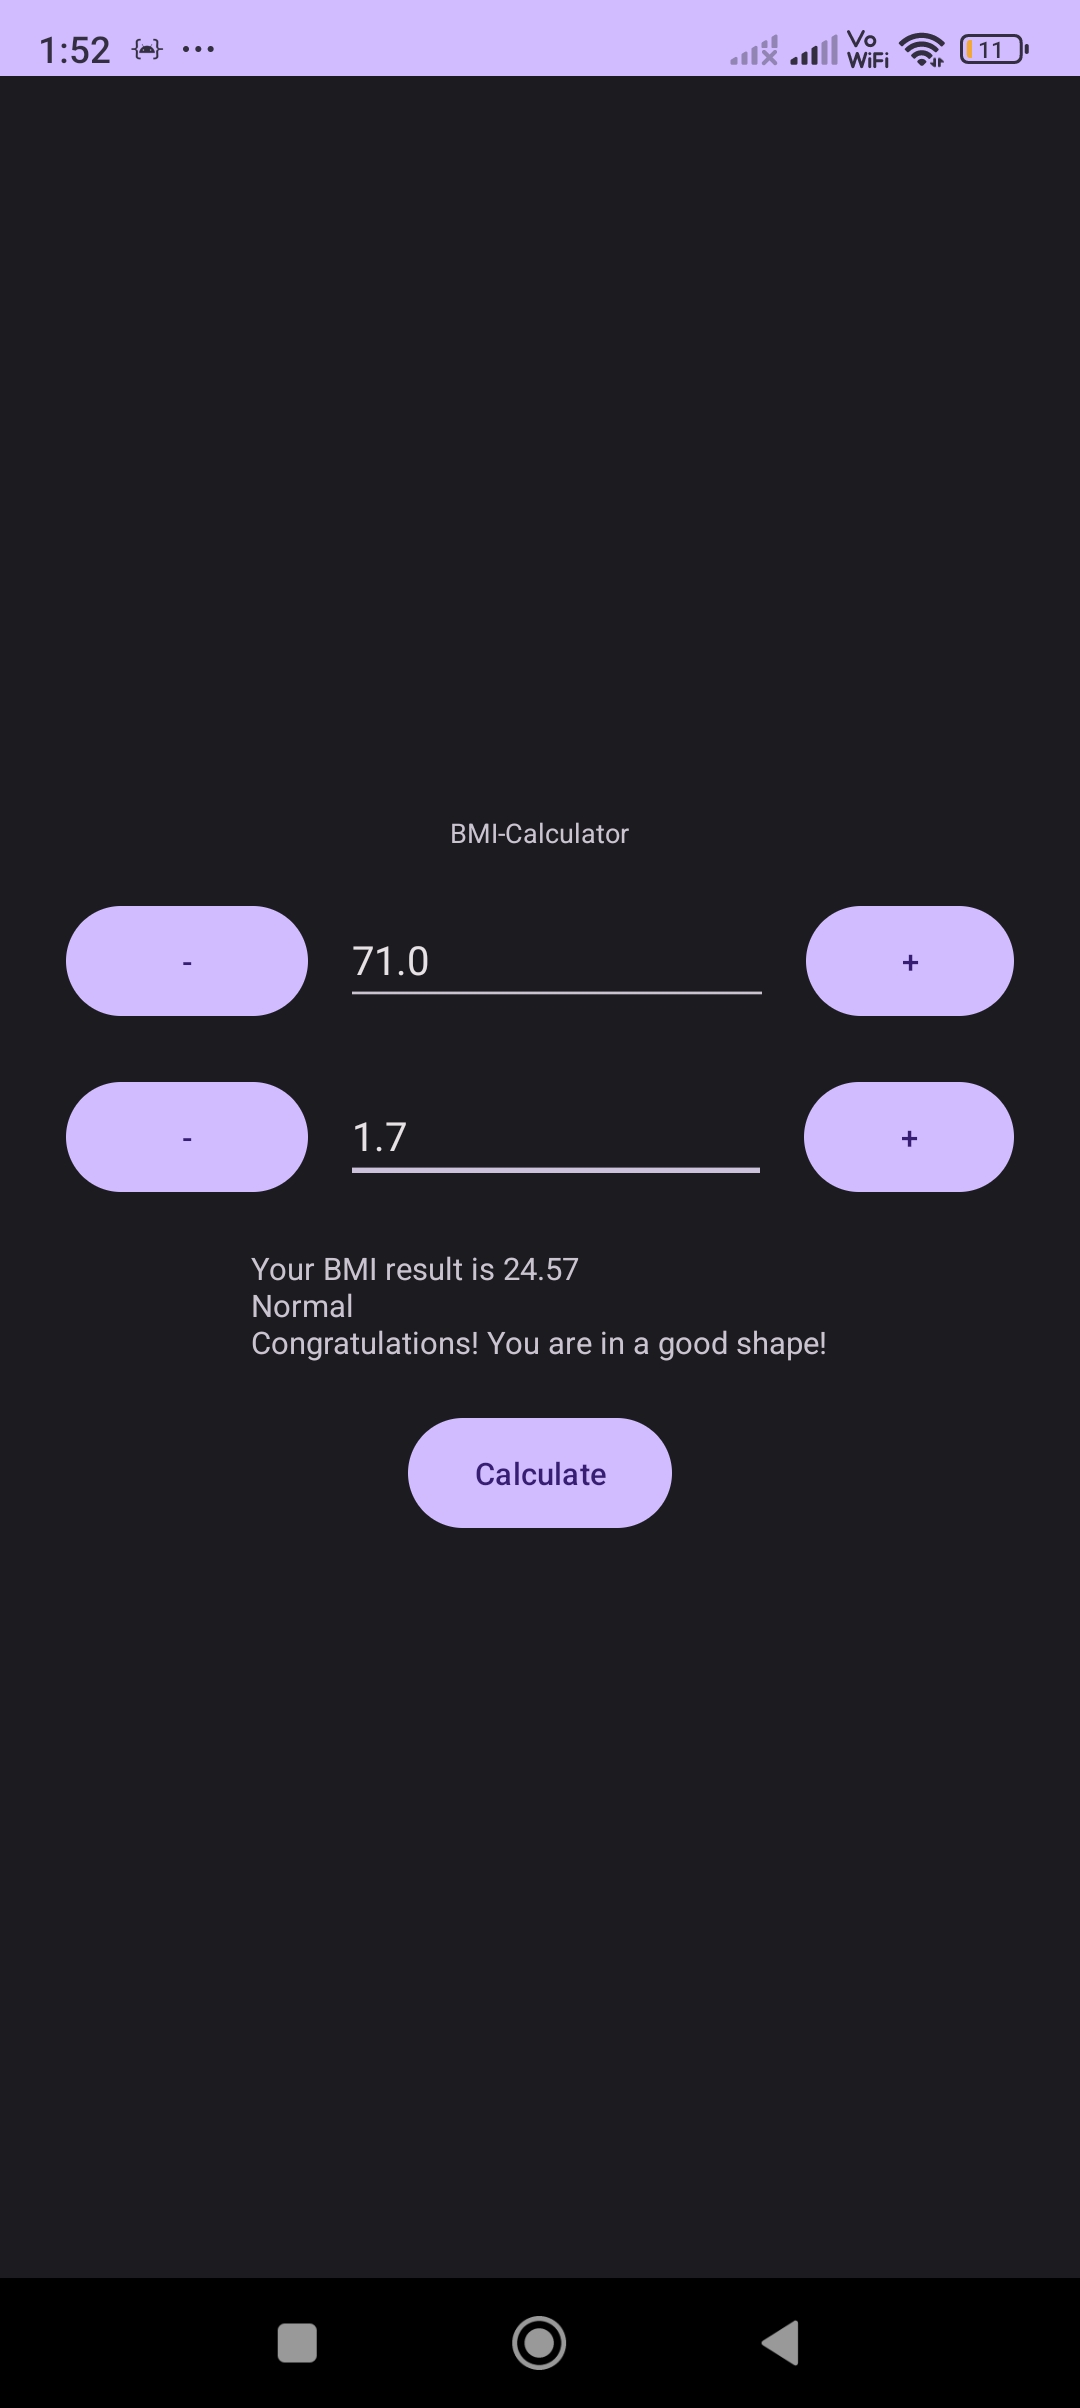 1:52 ... Vo WiFi 11
BMI-Calculator
- 71.0 +
- 1.7 +
Your BMI result is 24.57
Normal
Congratulations! You are in a good shape!
Calculate